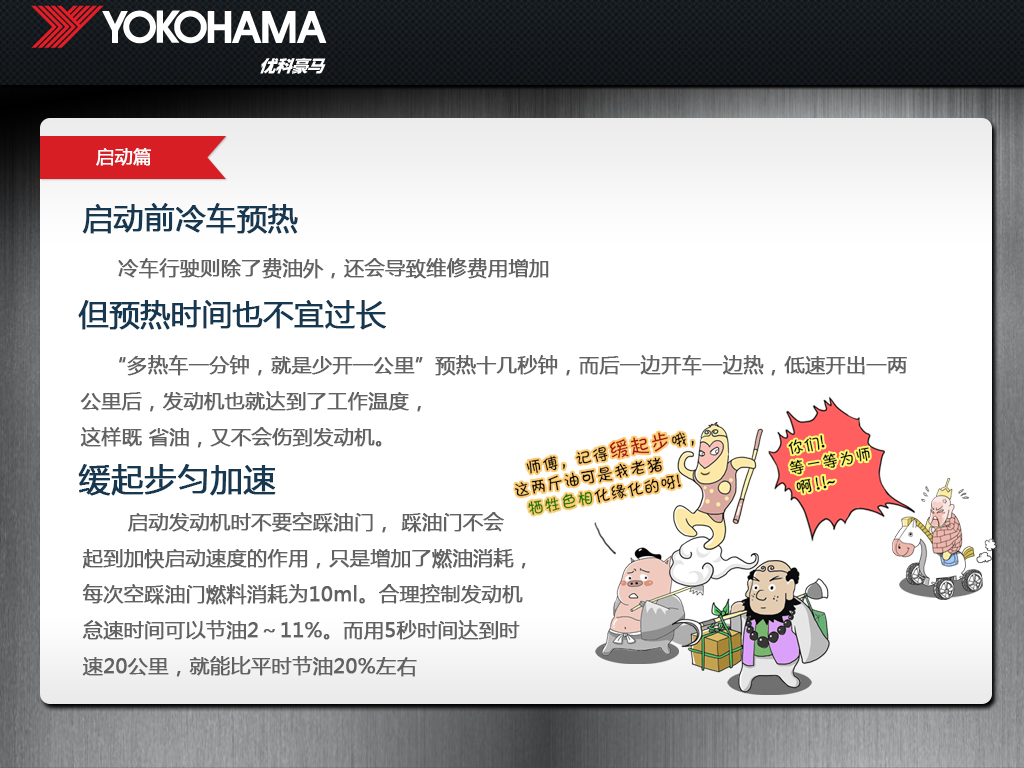 YOKOHAMA
优科豪马
启动篇
启动前冷车预热
冷车行驶则除了费油外，还会导致维修费用增加
但预热时间也不宜过长
“多热车一分钟，就是少开一公里”预热十几秒钟，而后一边开车一边热，低速开出一两
公里后，发动机也就达到了工作温度，
这样既 省油，又不会伤到发动机。
缓起步匀加速
启动发动机时不要空踩油门， 踩油门不会
起到加快启动速度的作用，只是增加了燃油消耗，
每次空踩油门燃料消耗为10ml。合理控制发动机
怠速时间可以节油2～11%。而用5秒时间达到时
速20公里，就能比平时节油20%左右
师傅，记得缓起步哦，
这两斤油可是我老猪
牺牲色相化缘化的呀!
你们!
等一等为师
啊!!~